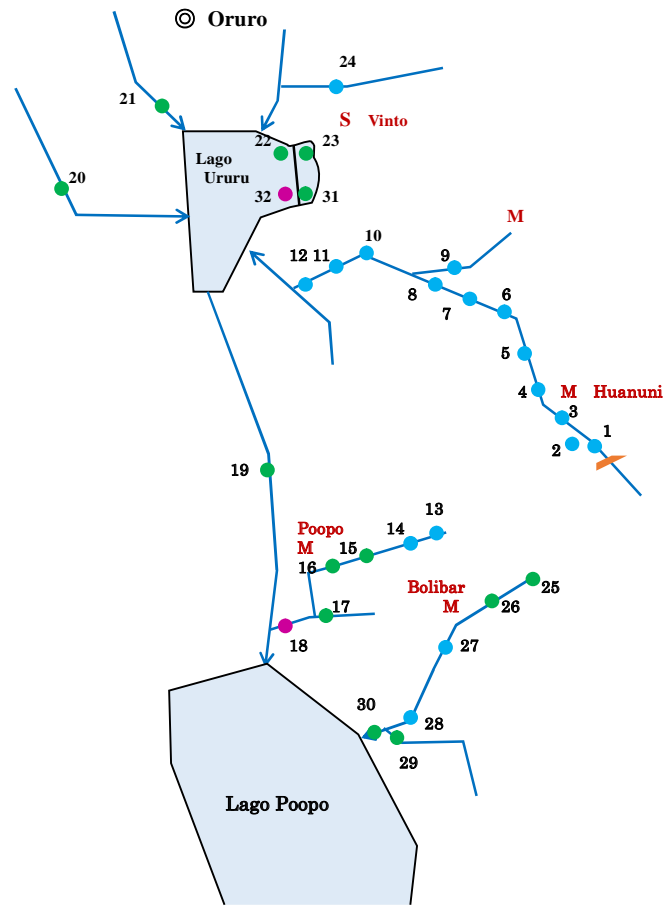 Oruro
24
21
S Vinto
22 23
Lago
Ururu
20
32 31
M
10
12 11 9
8
7 6
5
4 M Huanuni
3
1
2
19
13
Poopo
M
14
15
16
Bolibar
M
25
26
17
18
27
30
28
29
Lago Poopo